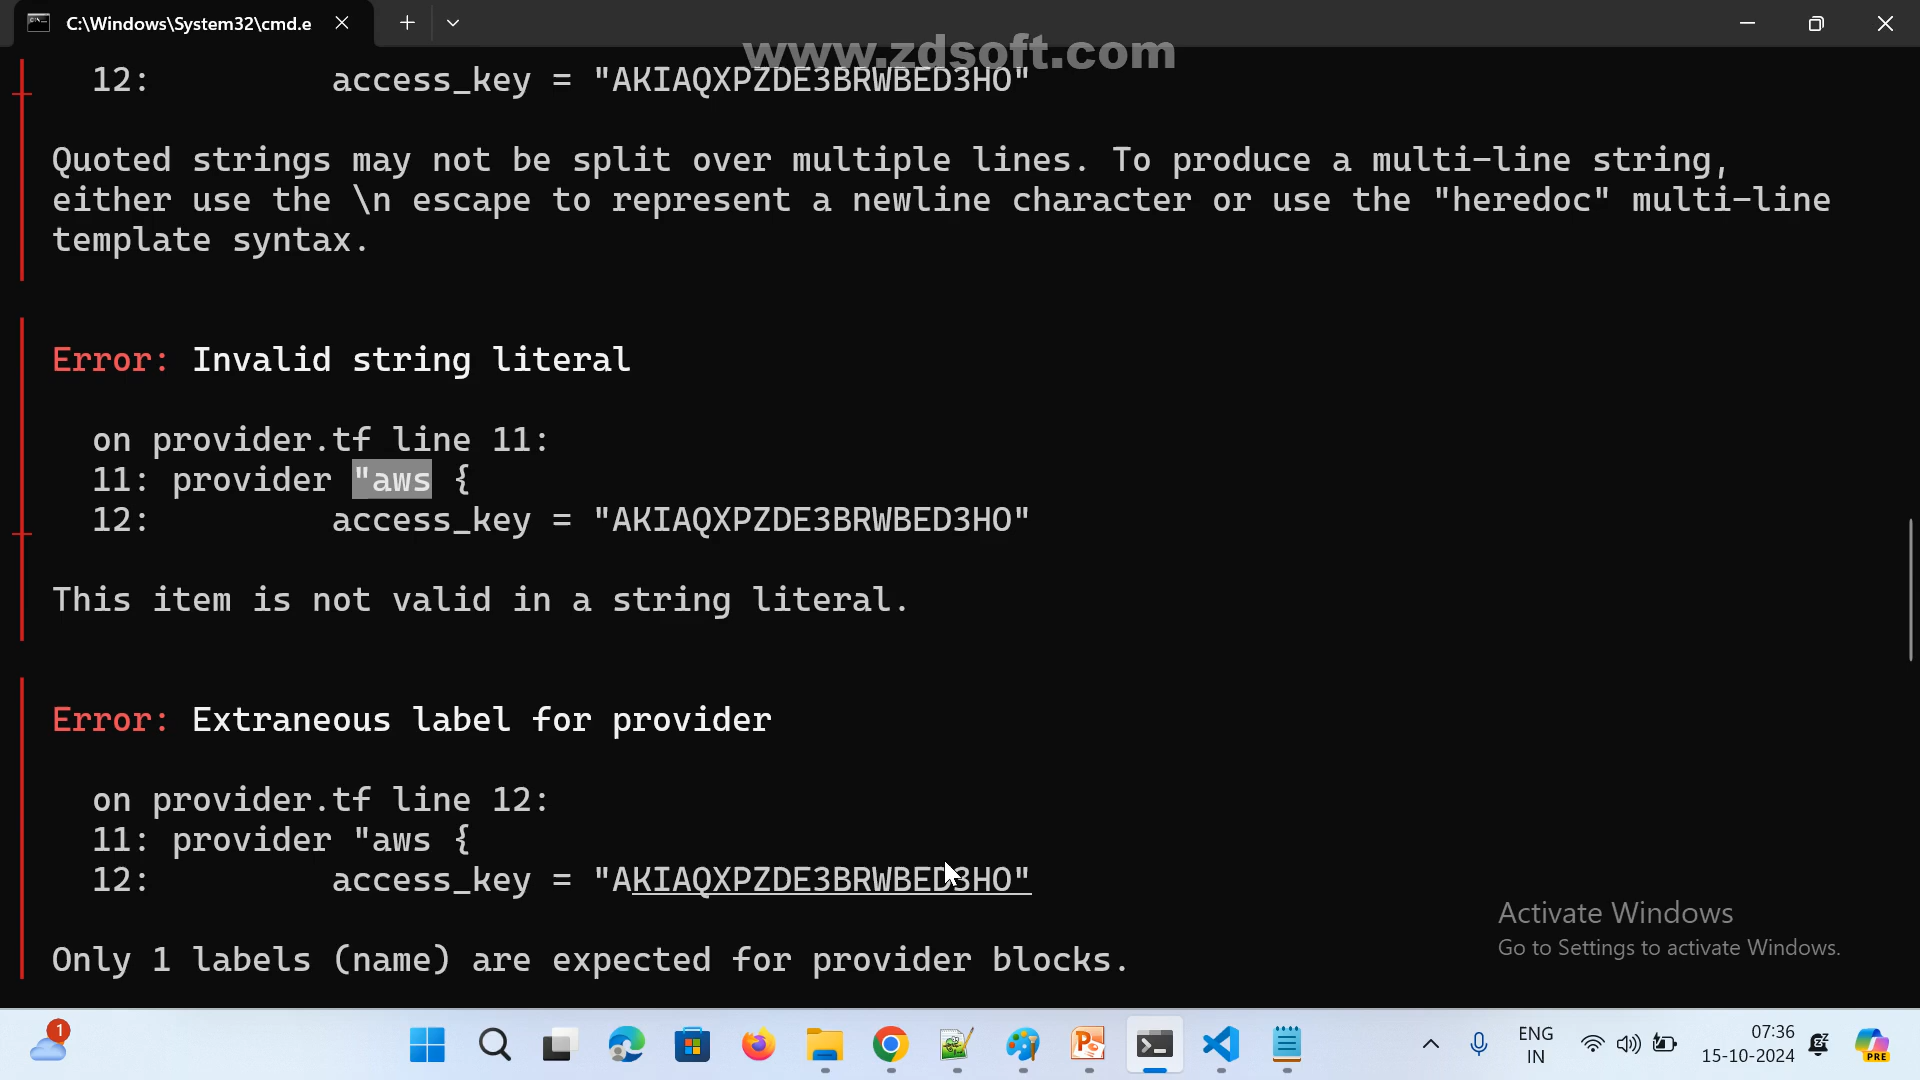 C:\Windows\System32\cmd.e
www.zdsoft.com
12: access_key = "AKIAQXPZDE3BRWBED3HO"
Quoted strings may not be split over multiple lines. To produce a multi-line string,
either use the \n escape to represent a newline character or use the "heredoc" multi-line
template syntax.
Error: Invalid string literal
on provider.tf line 11:
11: provider "aws {
12: access_key = "AKIAQXPZDE3BRWBED3HO"
This item is not valid in a string literal.
Error: Extraneous label for provider
on provider.tf line 12:
11: provider "aws {
12: access_key = "AKIAQXPZDE3BRWBED3HO"
Only 1 labels (name) are expected for provider blocks.
Activate Windows
Go to Settings to activate Windows.
1
ENG
IN
07:36
15-10-2024
PRE